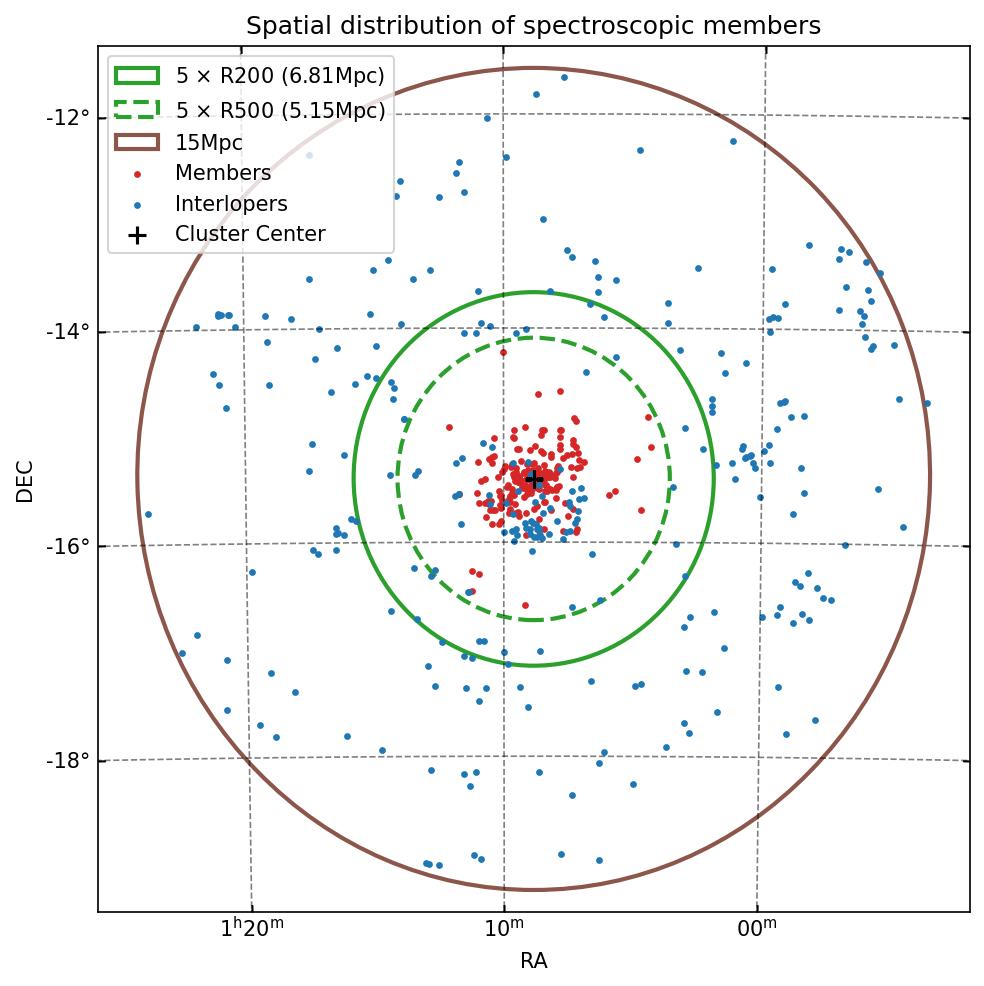 Spatial distribution of spectroscopic members
5 × R200 (6.81Mpc)
5 × R500 (5.15Mpc)
15Mpc
Members
Interlopers
Cluster Center
-12°
-14°
-16°
-18°
DEC
1ʰ20ᵐ 10ᵐ 00ᵐ
RA